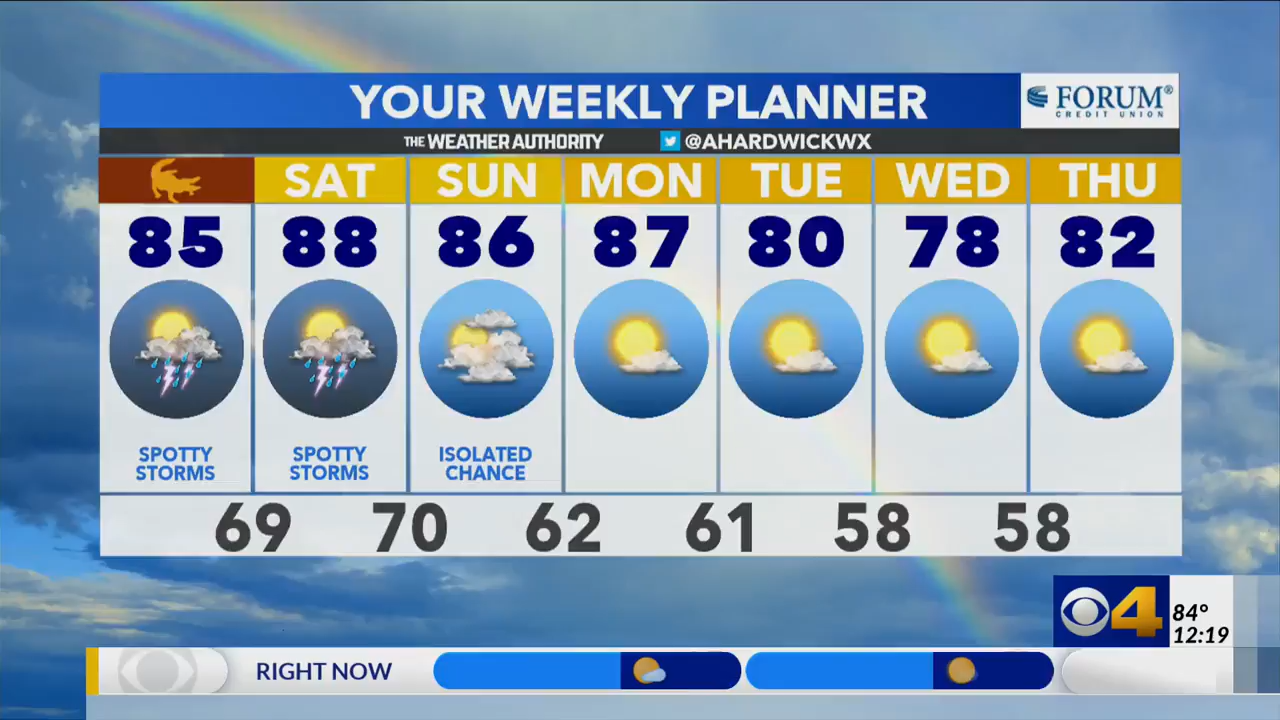 YOUR WEEKLY PLANNER
FORUM®
CREDIT UNION
THE WEATHER AUTHORITY @AHARDWICKWX
SAT SUN MON TUE WED THU
85 88 86 87 80 78 82
SPOTTY STORMS
SPOTTY STORMS
ISOLATED CHANCE
69 70 62 61 58 58
4
84°
12:19
RIGHT NOW